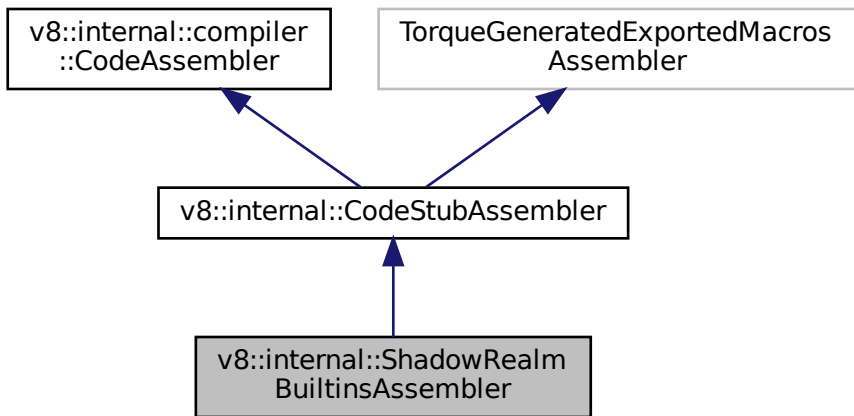 v8::internal::compiler
::CodeAssembler
TorqueGeneratedExportedMacros
Assembler
v8::internal::CodeStubAssembler
v8::internal::ShadowRealm
BuiltinsAssembler